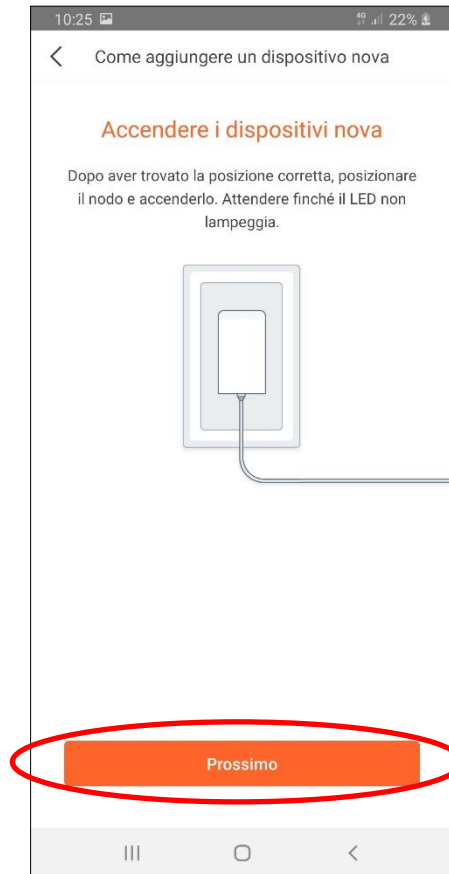 10:25 4G 22%
Come aggiungere un dispositivo nova
Accendere i dispositivi nova
Dopo aver trovato la posizione corretta, posizionare
il nodo e accenderlo. Attendere finché il LED non
lampeggia.
Prossimo